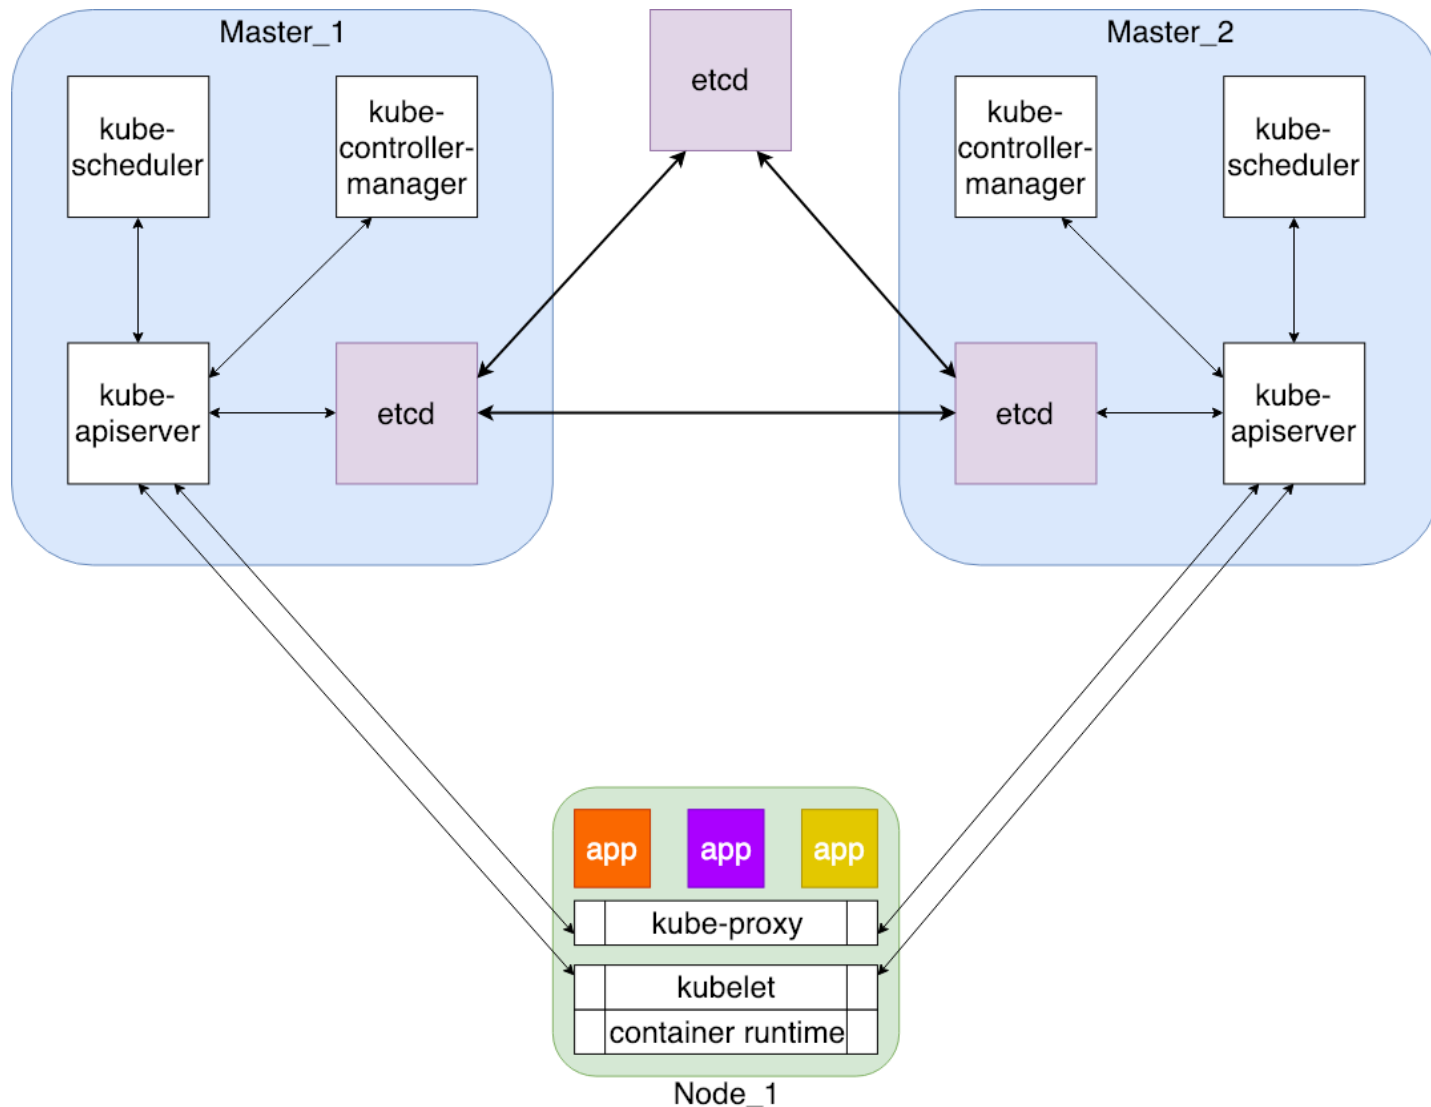 Master_1
kube-
scheduler
kube-
controller-
manager
kube-
apiserver
etcd
etcd
Master_2
kube-
controller-
manager
kube-
scheduler
etcd
kube-
apiserver
app
app
app
kube-proxy
kubelet
container runtime
Node_1